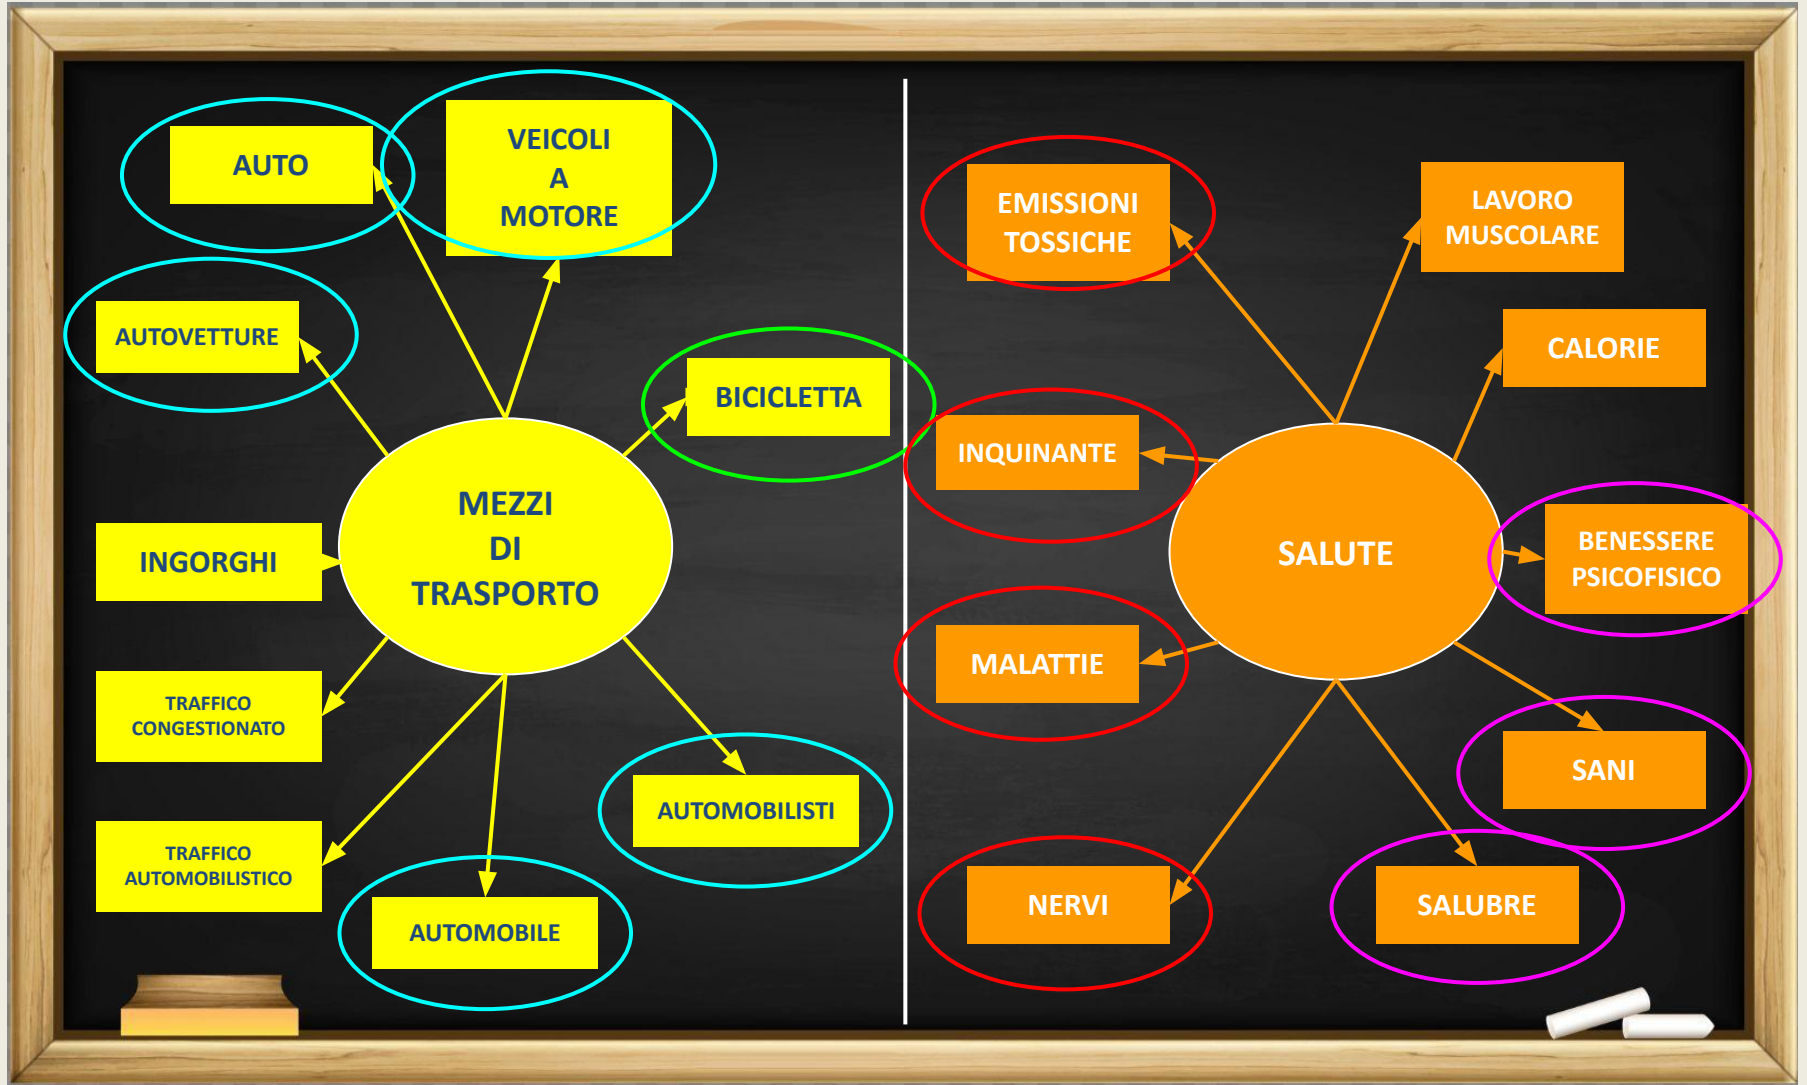 AUTO
VEICOLI
A
MOTORE
AUTOVETTURE
BICICLETTA
MEZZI
DI
TRASPORTO
INGORGHI
TRAFFICO
CONGESTIONATO
TRAFFICO
AUTOMOBILISTICO
AUTOMOBILISTI
AUTOMOBILE
EMISSIONI
TOSSICHE
LAVORO
MUSCOLARE
CALORIE
INQUINANTE
SALUTE
BENESSERE
PSICOFISICO
MALATTIE
SANI
NERVI
SALUBRE